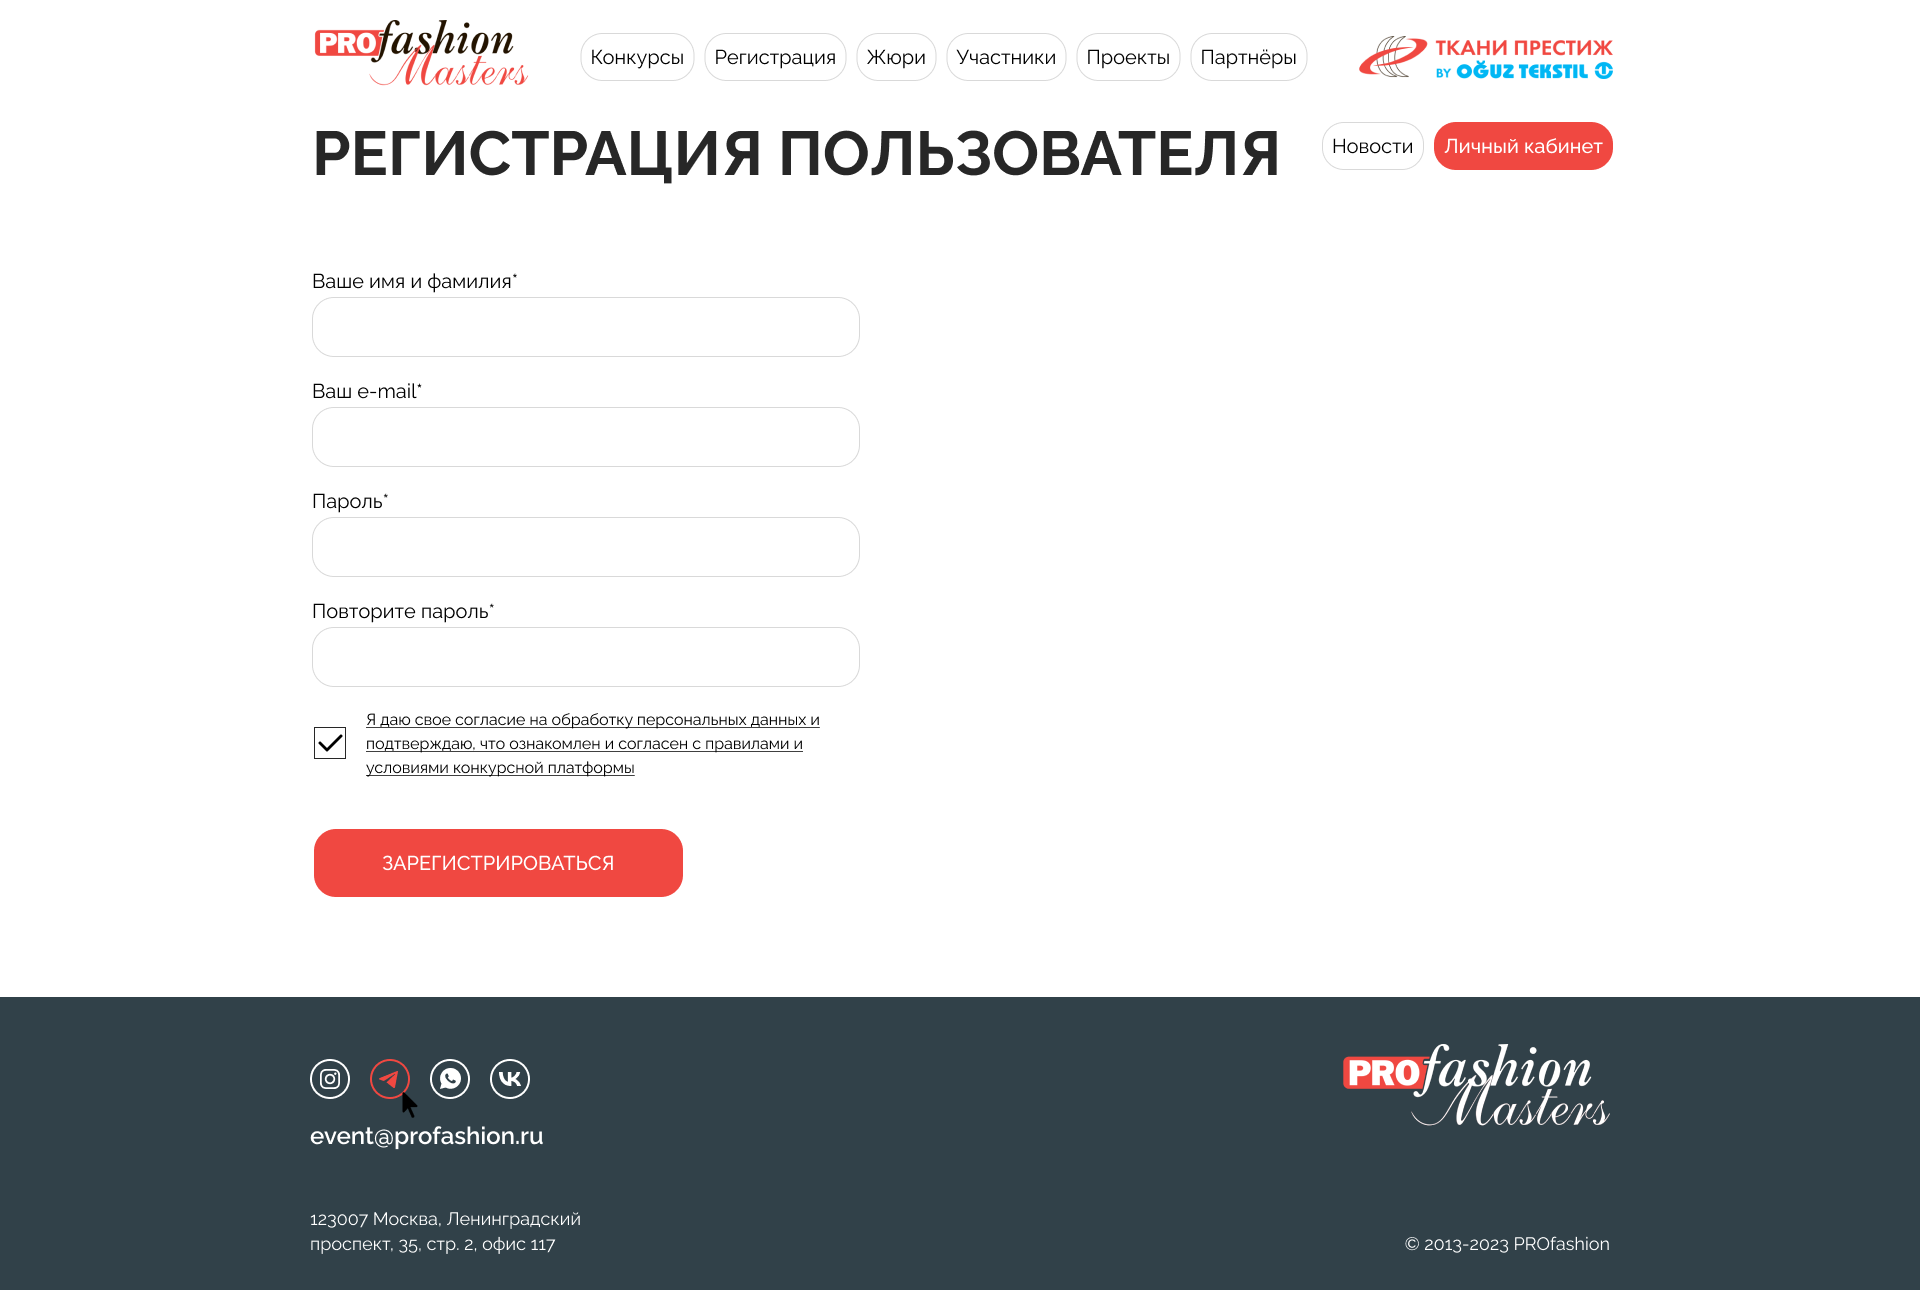 PROfashion
Masters
Конкурсы
Регистрация
Жюри
Участники
Проекты
Партнёры
ТКАНИ ПРЕСТИЖ
BY OĞUZ TEKSTIL
РЕГИСТРАЦИЯ ПОЛЬЗОВАТЕЛЯ
Новости
Личный кабинет
Ваше имя и фамилия*
Ваш e-mail*
Пароль*
Повторите пароль*
Я даю свое согласие на обработку персональных данных и
подтверждаю, что ознакомлен и согласен с правилами и
условиями конкурсной платформы
ЗАРЕГИСТРИРОВАТЬСЯ
PROfashion
Masters
event@profashion.ru
123007 Москва, Ленинградский
проспект, 35, стр. 2, офис 117
© 2013-2023 PROfashion